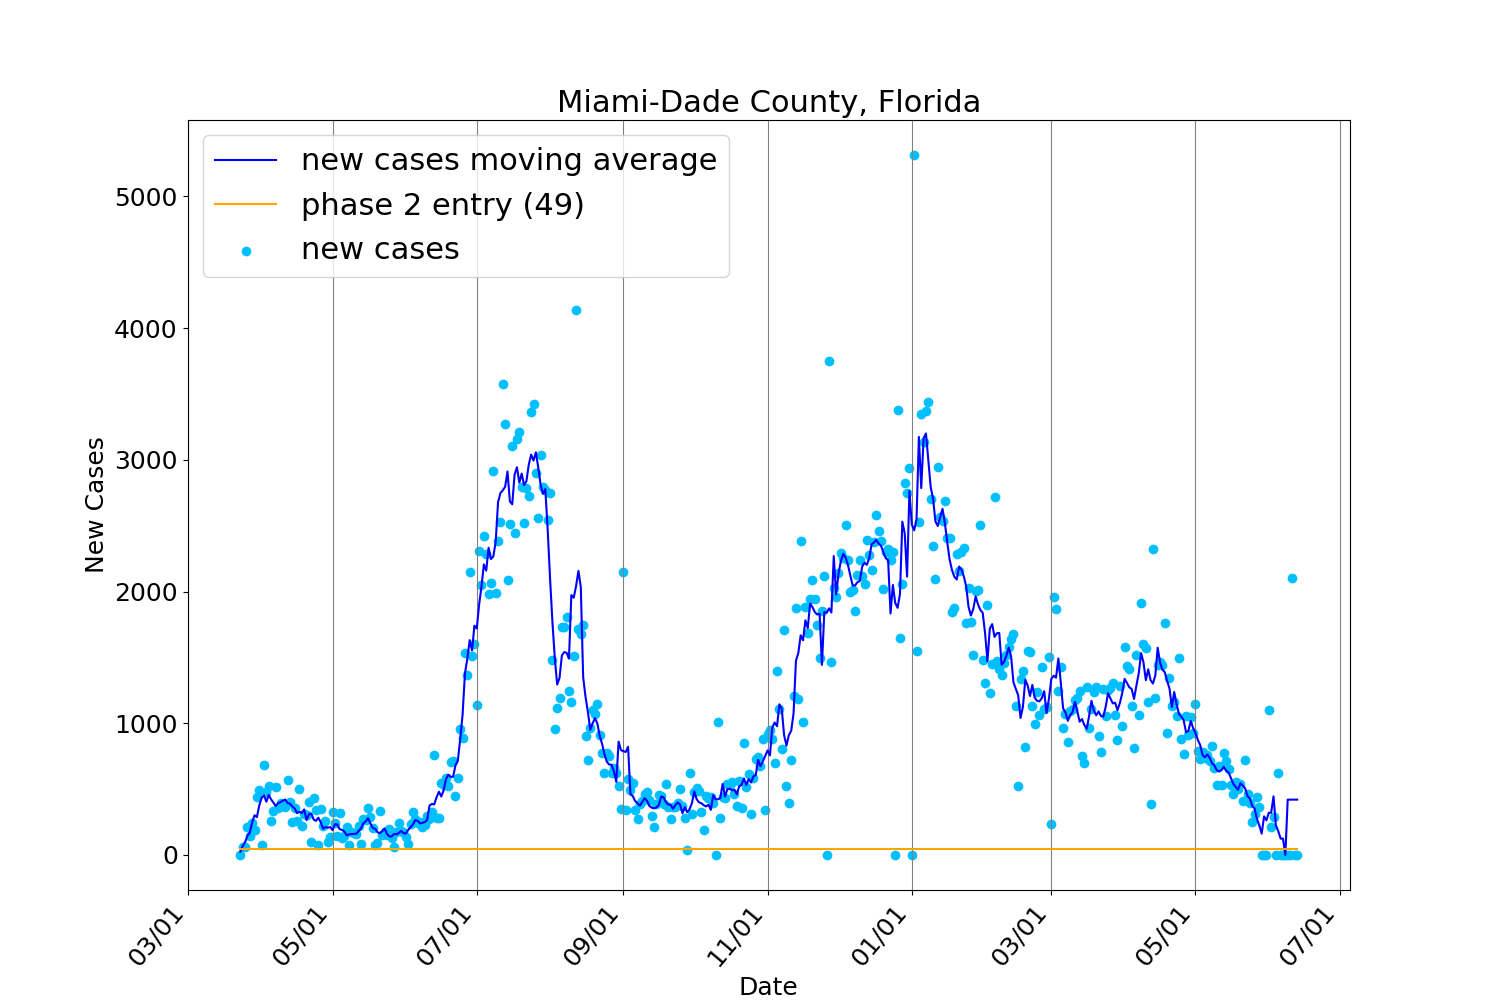 Miami-Dade County, Florida
new cases moving average
phase 2 entry (49)
new cases
5000
4000
3000
2000
1000
0
New Cases
03/01 05/01 07/01 09/01 11/01 01/01 03/01 05/01 07/01
Date